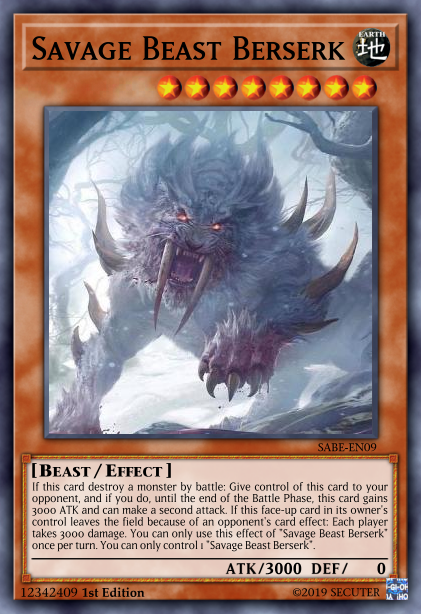 Savage Beast Berserk
EARTH
地
SABE-EN09
[Beast / Effect]
If this card destroy a monster by battle: Give control of this card to your
opponent, and if you do, until the end of the Battle Phase, this card gains
3000 ATK and can make a second attack. If this face-up card in its owner's
control leaves the field because of an opponent's card effect: Each player
takes 3000 damage. You can only use this effect of "Savage Beast Berserk"
once per turn. You can only control 1 "Savage Beast Berserk".
ATK/3000 DEF/ 0
12342409 1st Edition ©2019 SECUTER